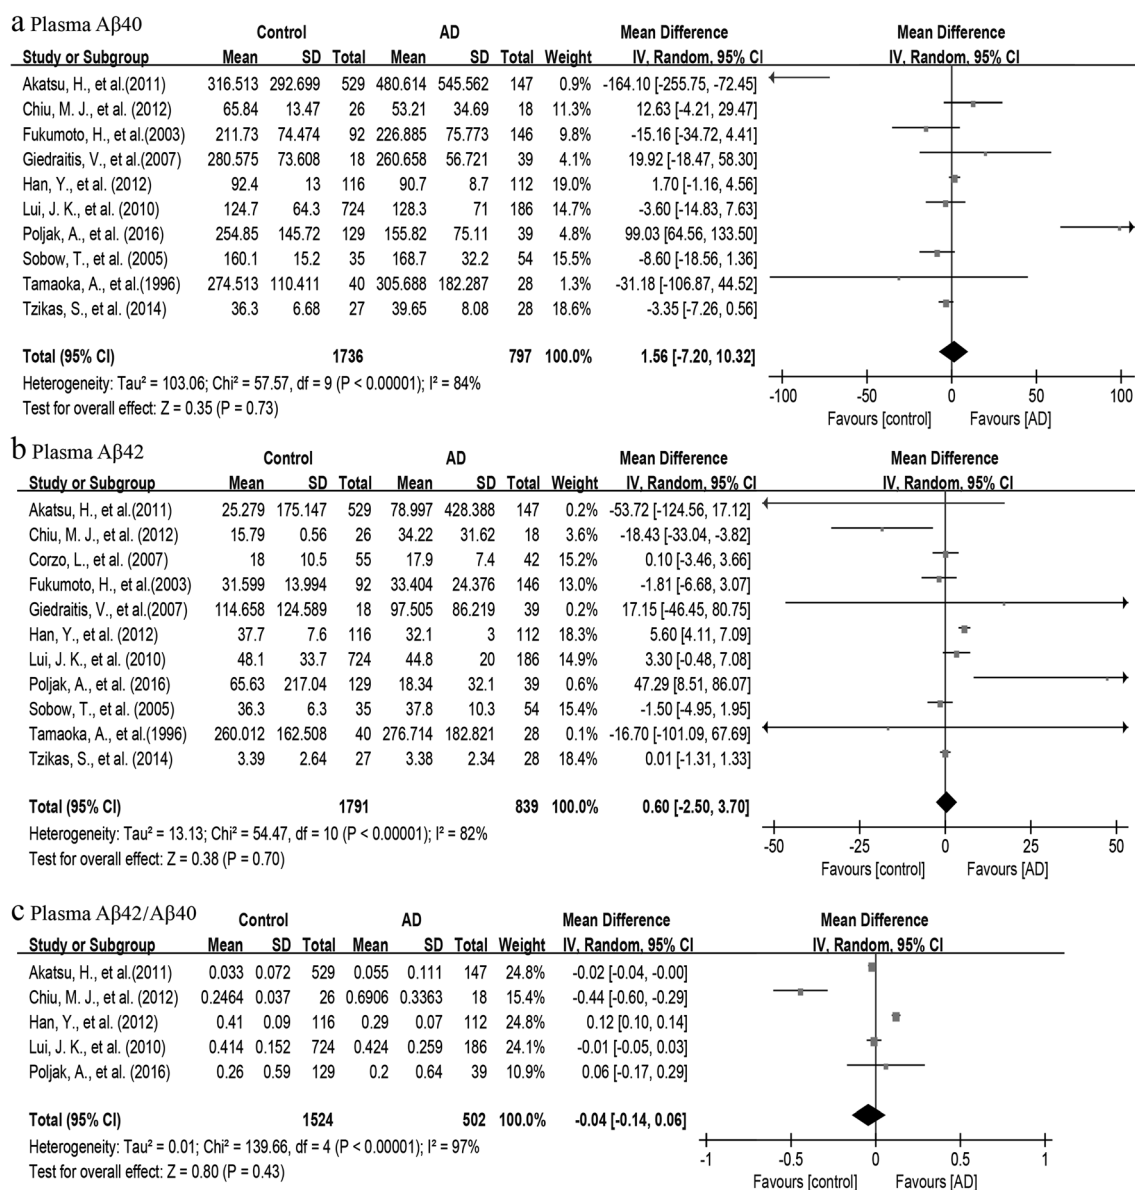 a Plasma Aβ40
Control AD Mean Difference Mean Difference
Study or Subgroup Mean SD Total Mean SD Total Weight IV, Random, 95% CI IV, Random, 95% CI
Akatsu, H., et al.(2011) 316.513 292.699 529 480.614 545.562 147 0.9% -164.10 [-255.75, -72.45]
Chiu, M. J., et al. (2012) 65.84 13.47 26 53.21 34.69 18 11.3% 12.63 [-4.21, 29.47]
Fukumoto, H., et al.(2003) 211.73 74.474 92 226.885 75.773 146 9.8% -15.16 [-34.72, 4.41]
Giedraitis, V., et al.(2007) 280.575 73.608 18 260.658 56.721 39 4.1% 19.92 [-18.47, 58.30]
Han, Y., et al. (2012) 92.4 13 116 90.7 8.7 112 19.0% 1.70 [-1.16, 4.56]
Lui, J. K., et al. (2010) 124.7 64.3 724 128.3 71 186 14.7% -3.60 [-14.83, 7.63]
Poljak, A., et al. (2016) 254.85 145.72 129 155.82 75.11 39 4.8% 99.03 [64.56, 133.50]
Sobow, T., et al. (2005) 160.1 15.2 35 168.7 32.2 54 15.5% -8.60 [-18.56, 1.36]
Tamaoka, A., et al.(1996) 274.513 110.411 40 305.688 182.287 28 1.3% -31.18 [-106.87, 44.52]
Tzikas, S., et al. (2014) 36.3 6.68 27 39.65 8.08 28 18.6% -3.35 [-7.26, 0.56]
Total (95% CI) 1736 797 100.0% 1.56 [-7.20, 10.32]
Heterogeneity: Tau² = 103.06; Chi² = 57.57, df = 9 (P < 0.00001); I² = 84%
Test for overall effect: Z = 0.35 (P = 0.73)
-100 -50 0 50 100
Favours [control] Favours [AD]
b Plasma Aβ42
Control AD Mean Difference Mean Difference
Study or Subgroup Mean SD Total Mean SD Total Weight IV, Random, 95% CI IV, Random, 95% CI
Akatsu, H., et al.(2011) 25.279 175.147 529 78.997 428.388 147 0.2% -53.72 [-124.56, 17.12]
Chiu, M. J., et al. (2012) 15.79 0.56 26 34.22 31.62 18 3.6% -18.43 [-33.04, -3.82]
Corzo, L., et al. (2007) 18 10.5 55 17.9 7.4 42 15.2% 0.10 [-3.46, 3.66]
Fukumoto, H., et al.(2003) 31.599 13.994 92 33.404 24.376 146 13.0% -1.81 [-6.68, 3.07]
Giedraitis, V., et al.(2007) 114.658 124.589 18 97.505 86.219 39 0.2% 17.15 [-46.45, 80.75]
Han, Y., et al. (2012) 37.7 7.6 116 32.1 3 112 18.3% 5.60 [4.11, 7.09]
Lui, J. K., et al. (2010) 48.1 33.7 724 44.8 20 186 14.9% 3.30 [-0.48, 7.08]
Poljak, A., et al. (2016) 65.63 217.04 129 18.34 32.1 39 0.6% 47.29 [8.51, 86.07]
Sobow, T., et al. (2005) 36.3 6.3 35 37.8 10.3 54 15.4% -1.50 [-4.95, 1.95]
Tamaoka, A., et al.(1996) 260.012 162.508 40 276.714 182.821 28 0.1% -16.70 [-101.09, 67.69]
Tzikas, S., et al. (2014) 3.39 2.64 27 3.38 2.34 28 18.4% 0.01 [-1.31, 1.33]
Total (95% CI) 1791 839 100.0% 0.60 [-2.50, 3.70]
Heterogeneity: Tau² = 13.13; Chi² = 54.47, df = 10 (P < 0.00001); I² = 82%
Test for overall effect: Z = 0.38 (P = 0.70)
-50 -25 0 25 50
Favours [control] Favours [AD]
c Plasma Aβ42/Aβ40
Control AD Mean Difference Mean Difference
Study or Subgroup Mean SD Total Mean SD Total Weight IV, Random, 95% CI IV, Random, 95% CI
Akatsu, H., et al.(2011) 0.033 0.072 529 0.055 0.111 147 24.8% -0.02 [-0.04, -0.00]
Chiu, M. J., et al. (2012) 0.2464 0.037 26 0.6906 0.3363 18 15.4% -0.44 [-0.60, -0.29]
Han, Y., et al. (2012) 0.41 0.09 116 0.29 0.07 112 24.8% 0.12 [0.10, 0.14]
Lui, J. K., et al. (2010) 0.414 0.152 724 0.424 0.259 186 24.1% -0.01 [-0.05, 0.03]
Poljak, A., et al. (2016) 0.26 0.59 129 0.2 0.64 39 10.9% 0.06 [-0.17, 0.29]
Total (95% CI) 1524 502 100.0% -0.04 [-0.14, 0.06]
Heterogeneity: Tau² = 0.01; Chi² = 139.66, df = 4 (P < 0.00001); I² = 97%
Test for overall effect: Z = 0.80 (P = 0.43)
-1 -0.5 0 0.5 1
Favours [control] Favours [AD]